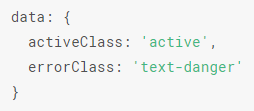 data: {
  activeClass: 'active',
  errorClass: 'text-danger'
}